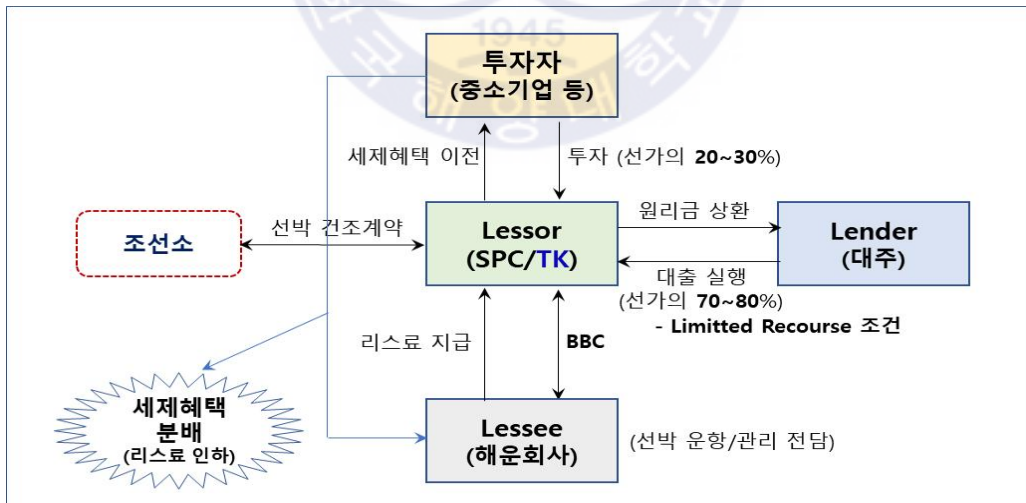 1945
투자자
(중소기업 등)
세제혜택 이전
투자 (선가의 20~30%)
조선소
선박 건조계약
Lessor
(SPC/TK)
원리금 상환
Lender
(대주)
대출 실행
(선가의 70~80%)
- Limitted Recourse 조건
리스료 지급
BBC
세제혜택
분배
(리스료 인하)
Lessee
(해운회사)
(선박 운항/관리 전담)